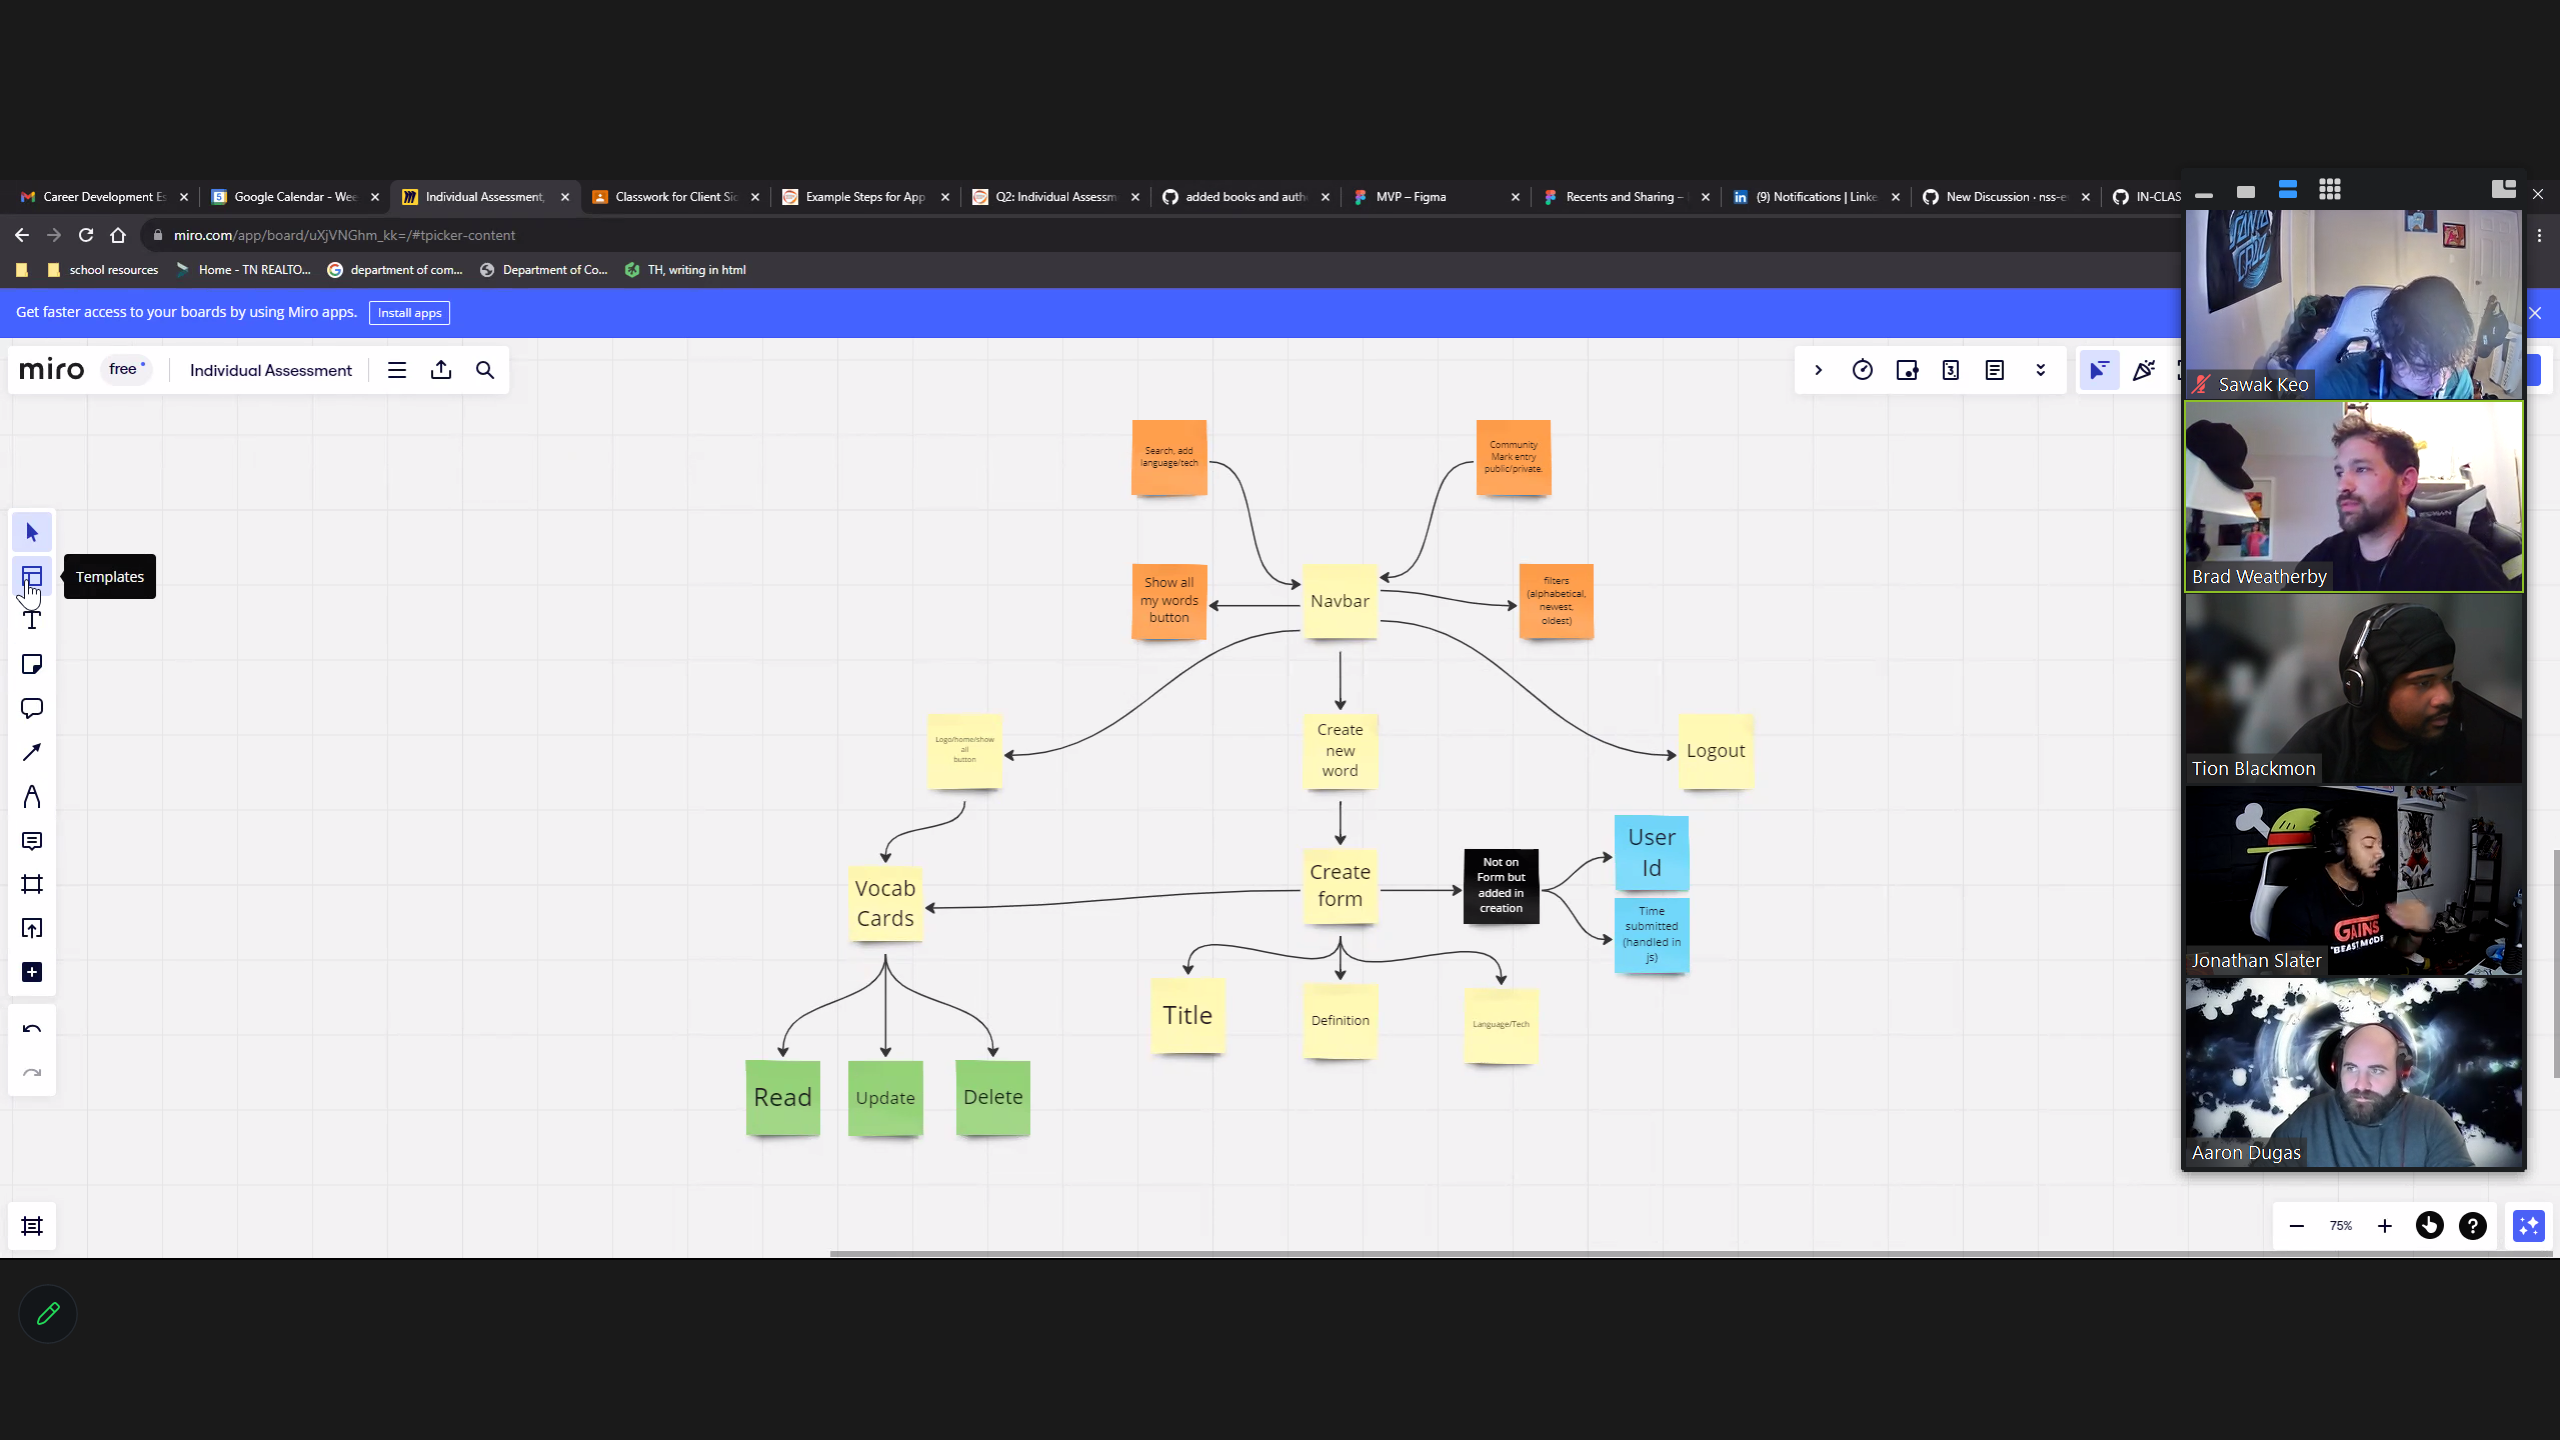 Career Development Es
Google Calendar - Wee
Individual Assessment,
Classwork for Client Sid
Example Steps for App
Q2: Individual Assessm
added books and auth
MVP – Figma
Recents and Sharing –
(9) Notifications | Linke
New Discussion · nss-e
IN-CLAS
miro.com/app/board/uXjVNGhm_kk=/#tpicker-content
school resources
Home - TN REALTO...
department of com...
Department of Co...
TH, writing in html
Get faster access to your boards by using Miro apps.
Install apps
miro
free
Individual Assessment
Templates
Search, add
language/tech
Community
Mark entry
public/private.
Show all
my words
button
Navbar
filters
(alphabetical,
newest,
oldest)
Logo/home/show
all
button
Create
new
word
Logout
Vocab
Cards
Create
form
Not on
Form but
added in
creation
User
Id
Time
submitted
(handled in
js)
Title
Definition
Language/Tech
Read
Update
Delete
Sawak Keo
Brad Weatherby
Tion Blackmon
GAINS
"BEAST MODE
Jonathan Slater
Aaron Dugas
75%